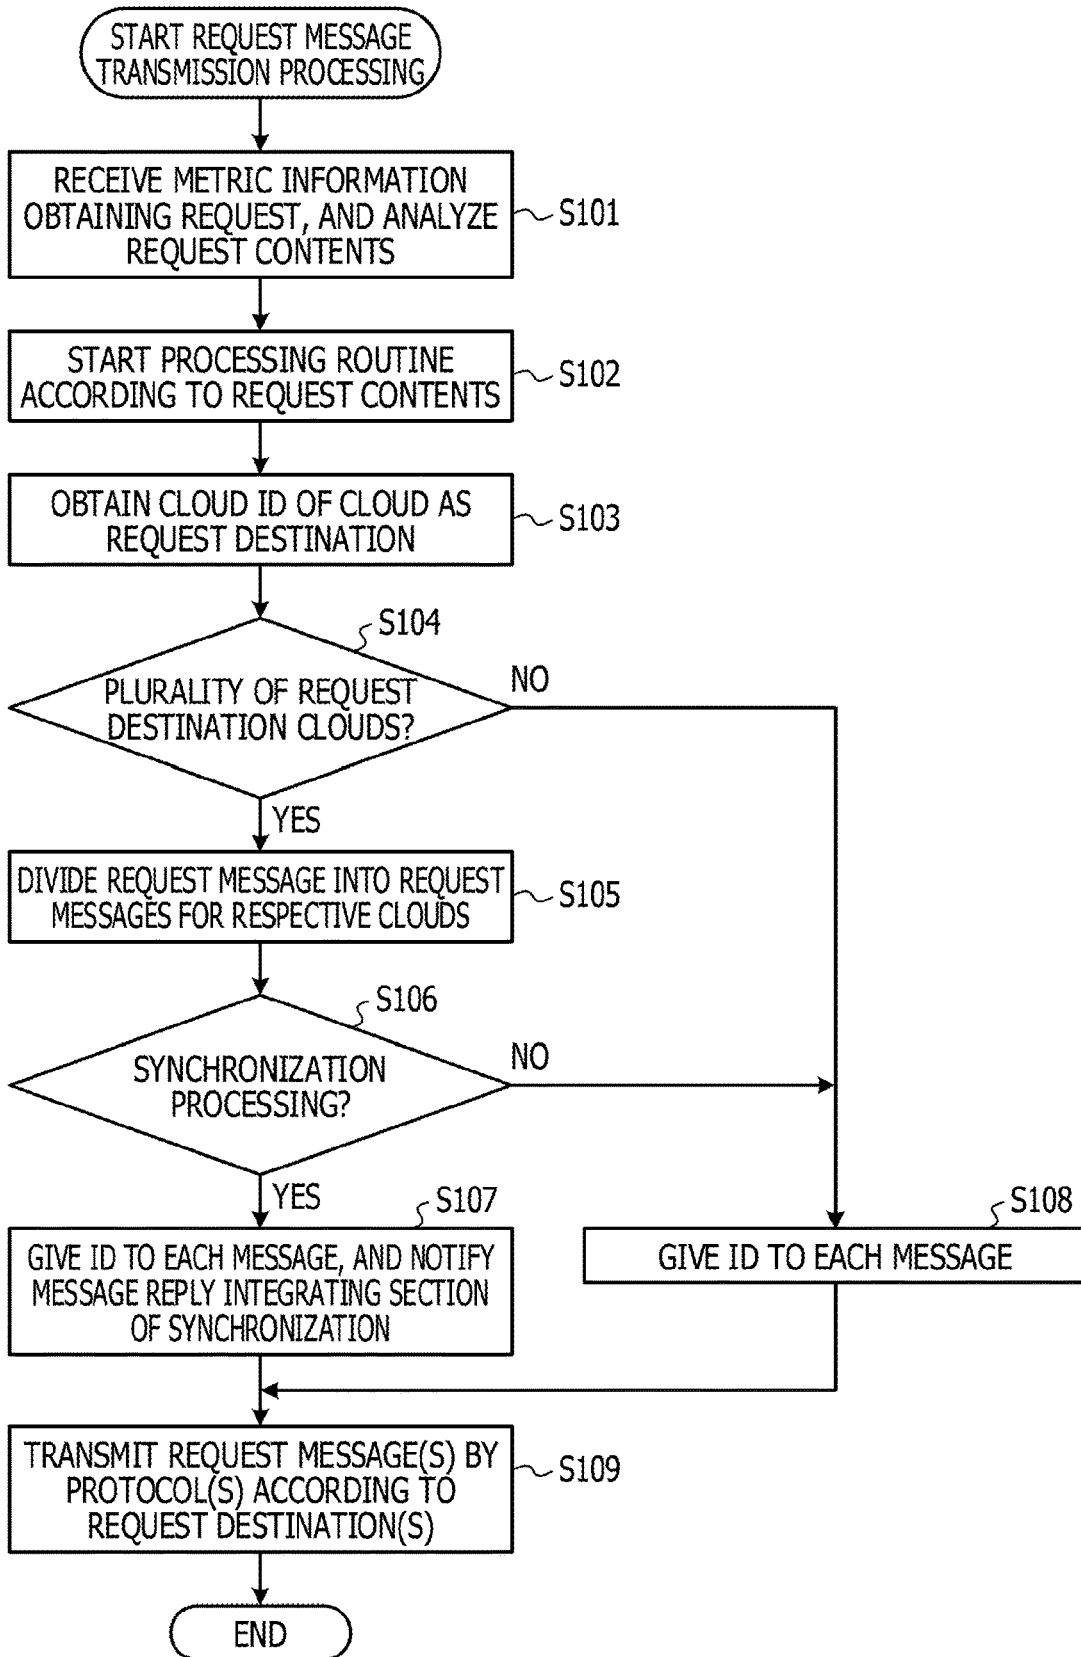 START REQUEST MESSAGE
TRANSMISSION PROCESSING
RECEIVE METRIC INFORMATION
OBTAINING REQUEST, AND ANALYZE
REQUEST CONTENTS
S101
START PROCESSING ROUTINE
ACCORDING TO REQUEST CONTENTS
S102
OBTAIN CLOUD ID OF CLOUD AS
REQUEST DESTINATION
S103
S104
PLURALITY OF REQUEST
DESTINATION CLOUDS?
NO
YES
DIVIDE REQUEST MESSAGE INTO REQUEST
MESSAGES FOR RESPECTIVE CLOUDS
S105
S106
SYNCHRONIZATION
PROCESSING?
NO
YES
S107
GIVE ID TO EACH MESSAGE, AND NOTIFY
MESSAGE REPLY INTEGRATING SECTION
OF SYNCHRONIZATION
S108
GIVE ID TO EACH MESSAGE
TRANSMIT REQUEST MESSAGE(S) BY
PROTOCOL(S) ACCORDING TO
REQUEST DESTINATION(S)
S109
END